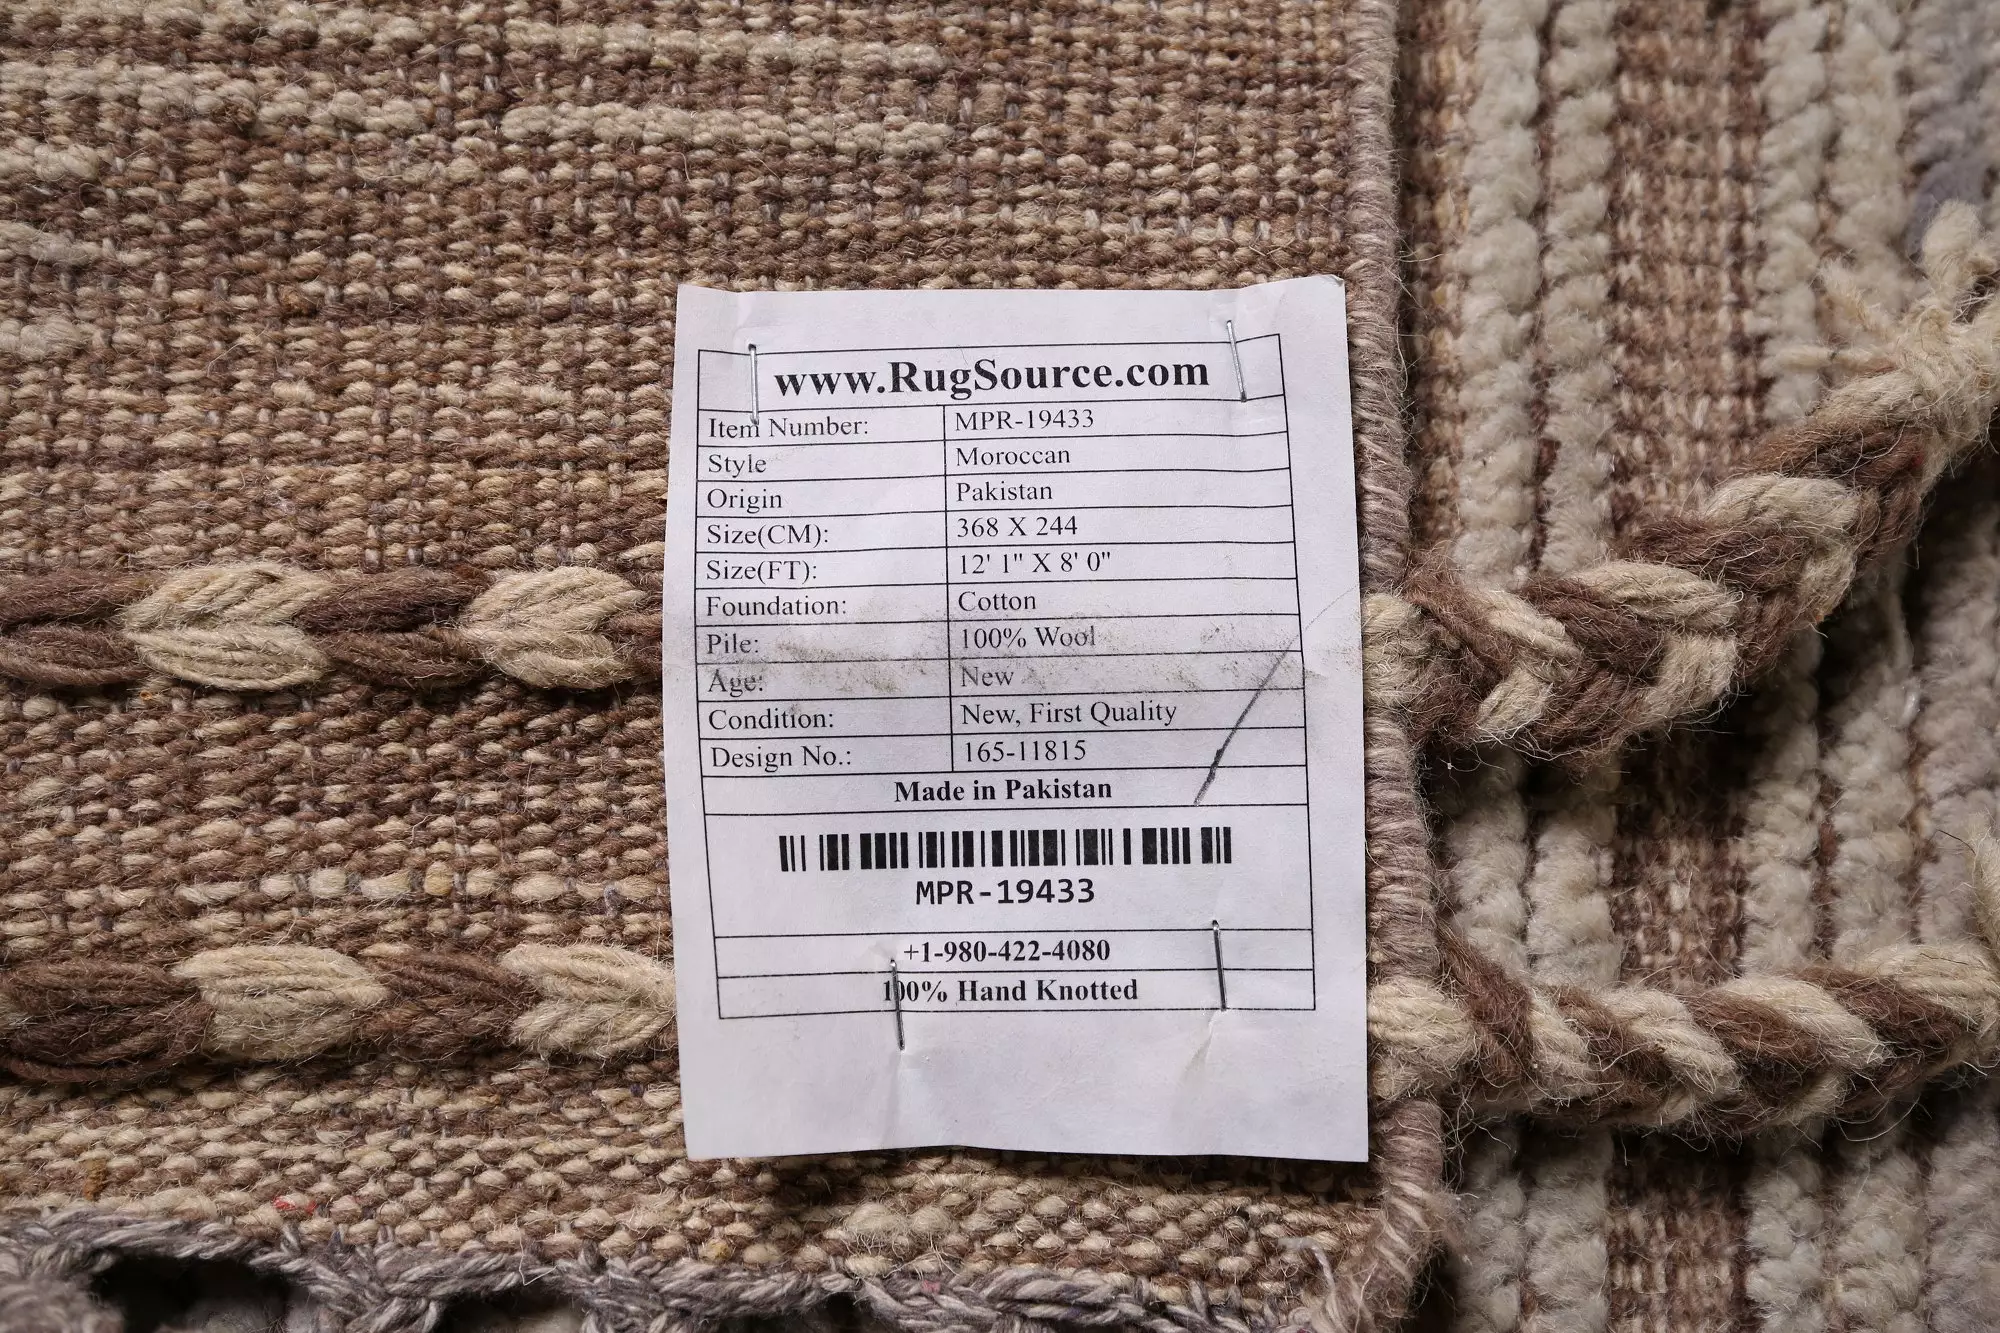 www.RugSource.com
Item Number: MPR-19433
Style Moroccan
Origin Pakistan
Size(CM): 368 X 244
Size(FT): 12' 1" X 8' 0"
Foundation: Cotton
Pile: 100% Wool
Age: New
Condition: New, First Quality
Design No.: 165-11815
Made in Pakistan
MPR-19433
+1-980-422-4080
100% Hand Knotted